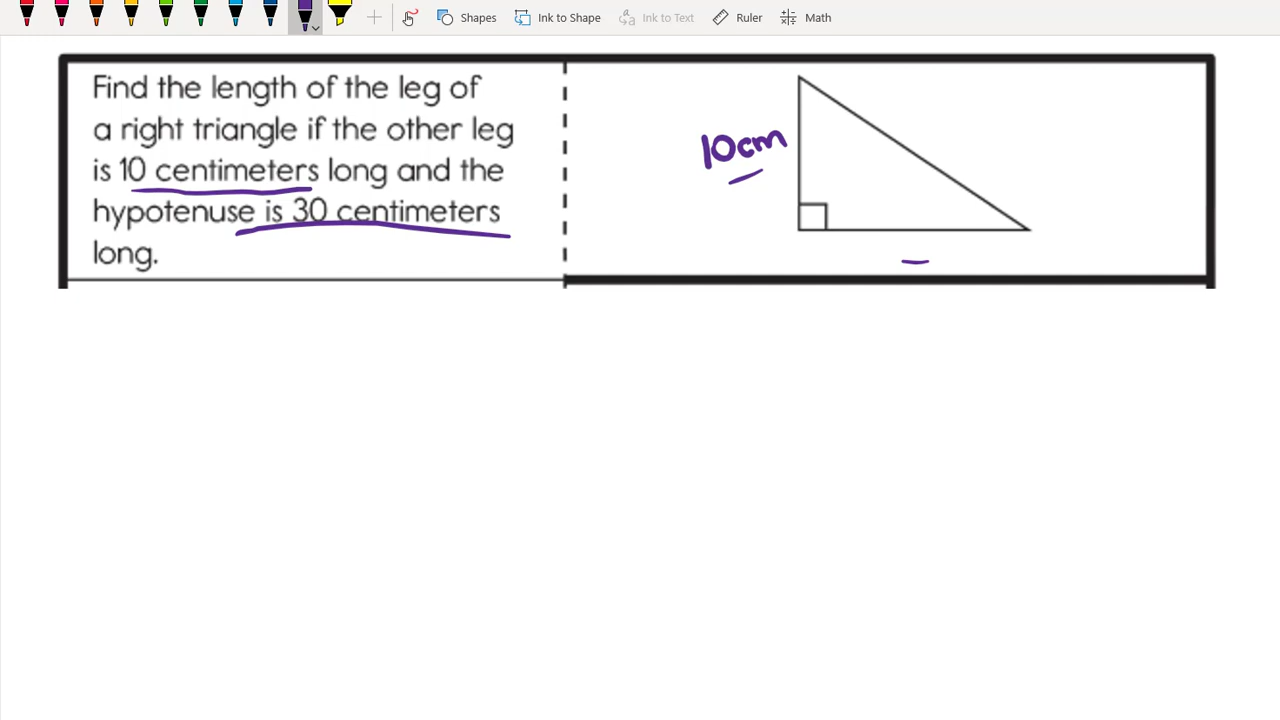 Shapes
Ink to Shape
Ink to Text
Ruler
Math
Find the length of the leg of
a right triangle if the other leg
is 10 centimeters long and the
hypotenuse is 30 centimeters
long.
10cm